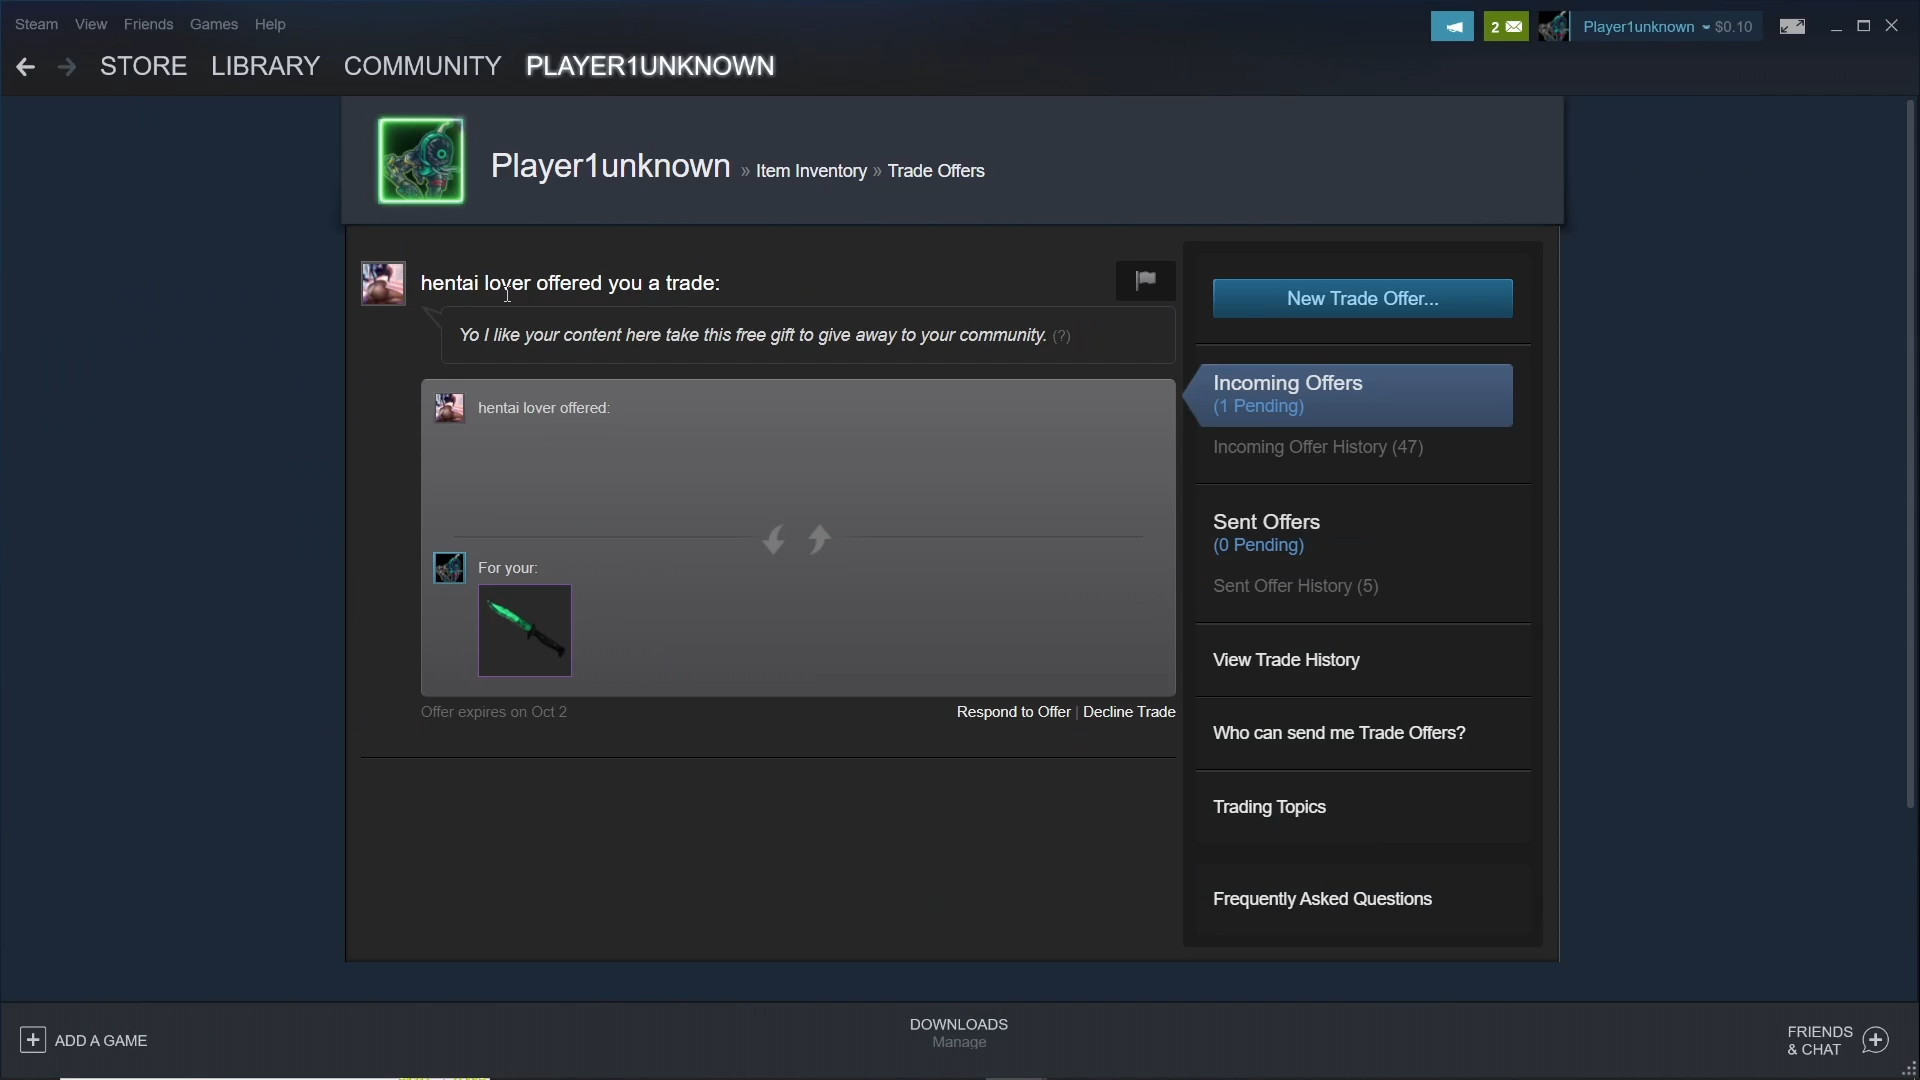 Steam View Friends Games Help
2 Player1unknown $0.10
STORE LIBRARY COMMUNITY PLAYER1UNKNOWN
Player1unknown » Item Inventory » Trade Offers
hentai lover offered you a trade:
Yo I like your content here take this free gift to give away to your community. (?)
hentai lover offered:
For your:
Offer expires on Oct 2
Respond to Offer | Decline Trade
New Trade Offer...
Incoming Offers
(1 Pending)
Incoming Offer History (47)
Sent Offers
(0 Pending)
Sent Offer History (5)
View Trade History
Who can send me Trade Offers?
Trading Topics
Frequently Asked Questions
ADD A GAME
DOWNLOADS
Manage
FRIENDS
& CHAT